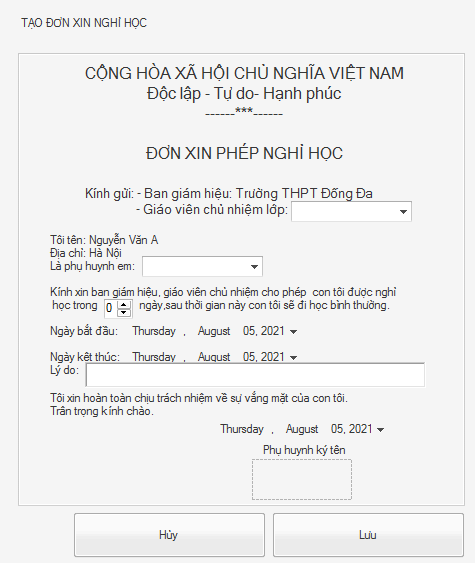 TẠO ĐƠN XIN NGHỈ HỌC
CỘNG HÒA XÃ HỘI CHỦ NGHĨA VIỆT NAM
Độc lập - Tự do- Hạnh phúc
------***------
ĐƠN XIN PHÉP NGHỈ HỌC
Kính gửi: - Ban giám hiệu: Trường THPT Đống Đa
- Giáo viên chủ nhiệm lớp:
Tôi tên: Nguyễn Văn A
Địa chỉ: Hà Nội
Là phụ huynh em:
Kính xin ban giám hiệu, giáo viên chủ nhiệm cho phép con tôi được nghỉ
học trong 0 ngày,sau thời gian này con tôi sẽ đi học bình thường.
Ngày bắt đầu: Thursday , August 05, 2021
Ngày kết thúc: Thursday , August 05, 2021
Lý do:
Tôi xin hoàn toàn chịu trách nhiệm về sự vắng mặt của con tôi.
Trân trọng kính chào.
Thursday , August 05, 2021
Phụ huynh ký tên
Hủy Lưu